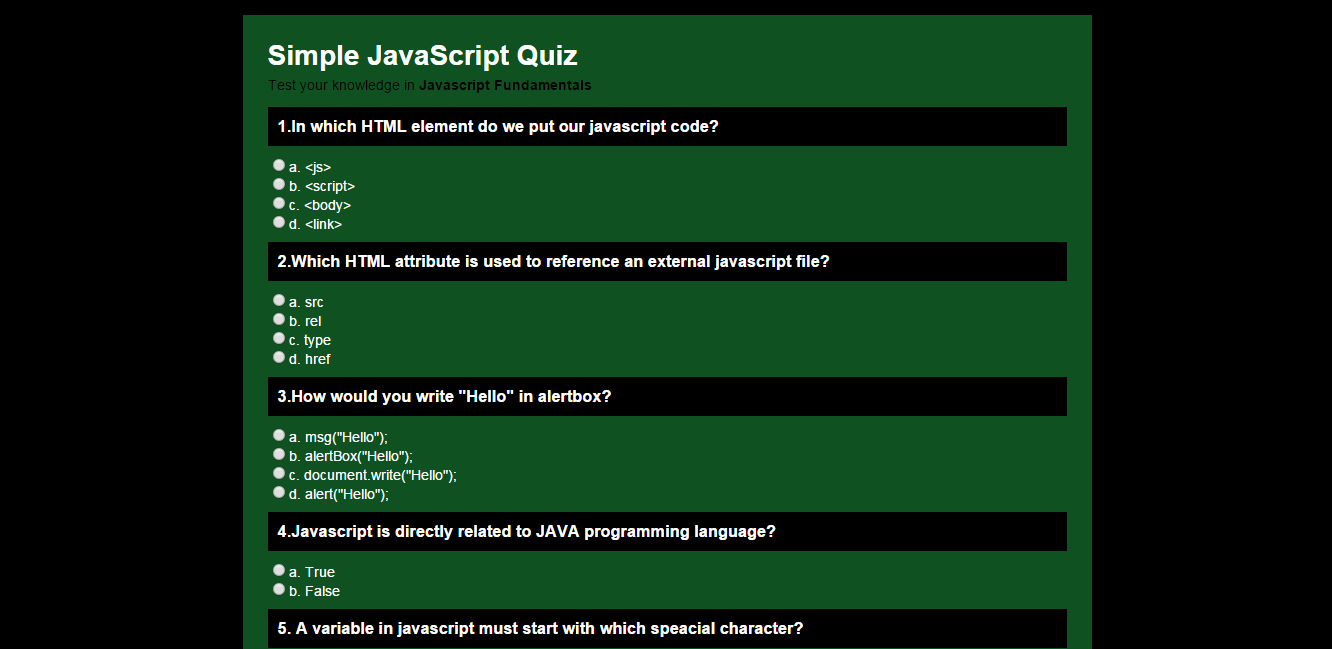 Simple JavaScript Quiz
Test your knowledge in Javascript Fundamentals
1.In which HTML element do we put our javascript code?
a. <js>
b. <script>
c. <body>
d. <link>
2.Which HTML attribute is used to reference an external javascript file?
a. src
b. rel
c. type
d. href
3.How would you write "Hello" in alertbox?
a. msg("Hello");
b. alertBox("Hello");
c. document.write("Hello");
d. alert("Hello");
4.Javascript is directly related to JAVA programming language?
a. True
b. False
5. A variable in javascript must start with which speacial character?